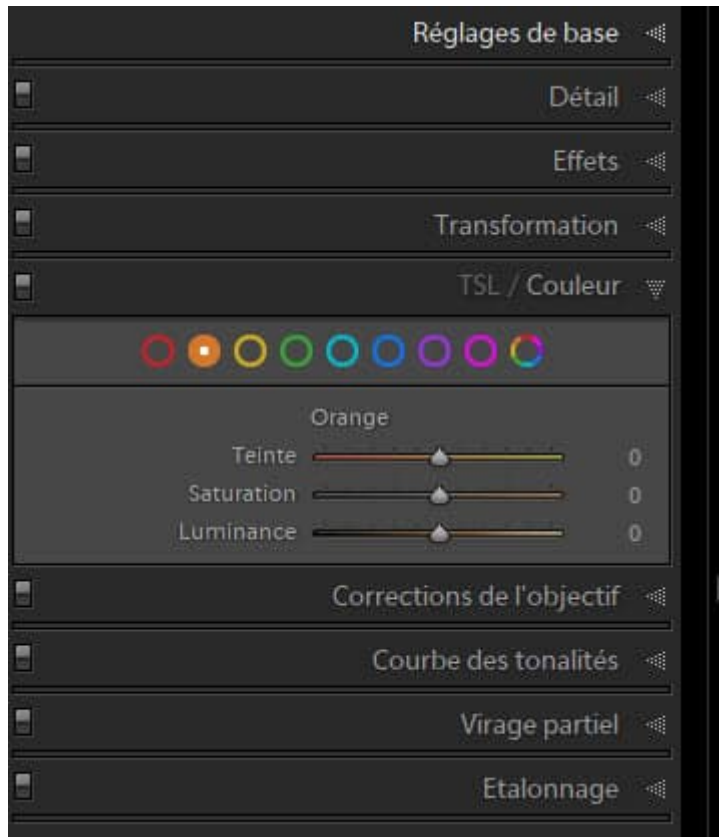 Réglages de base
Détail
Effets
Transformation
TSL / Couleur
Orange
Teinte 0
Saturation 0
Luminance 0
Corrections de l'objectif
Courbe des tonalités
Virage partiel
Etalonnage